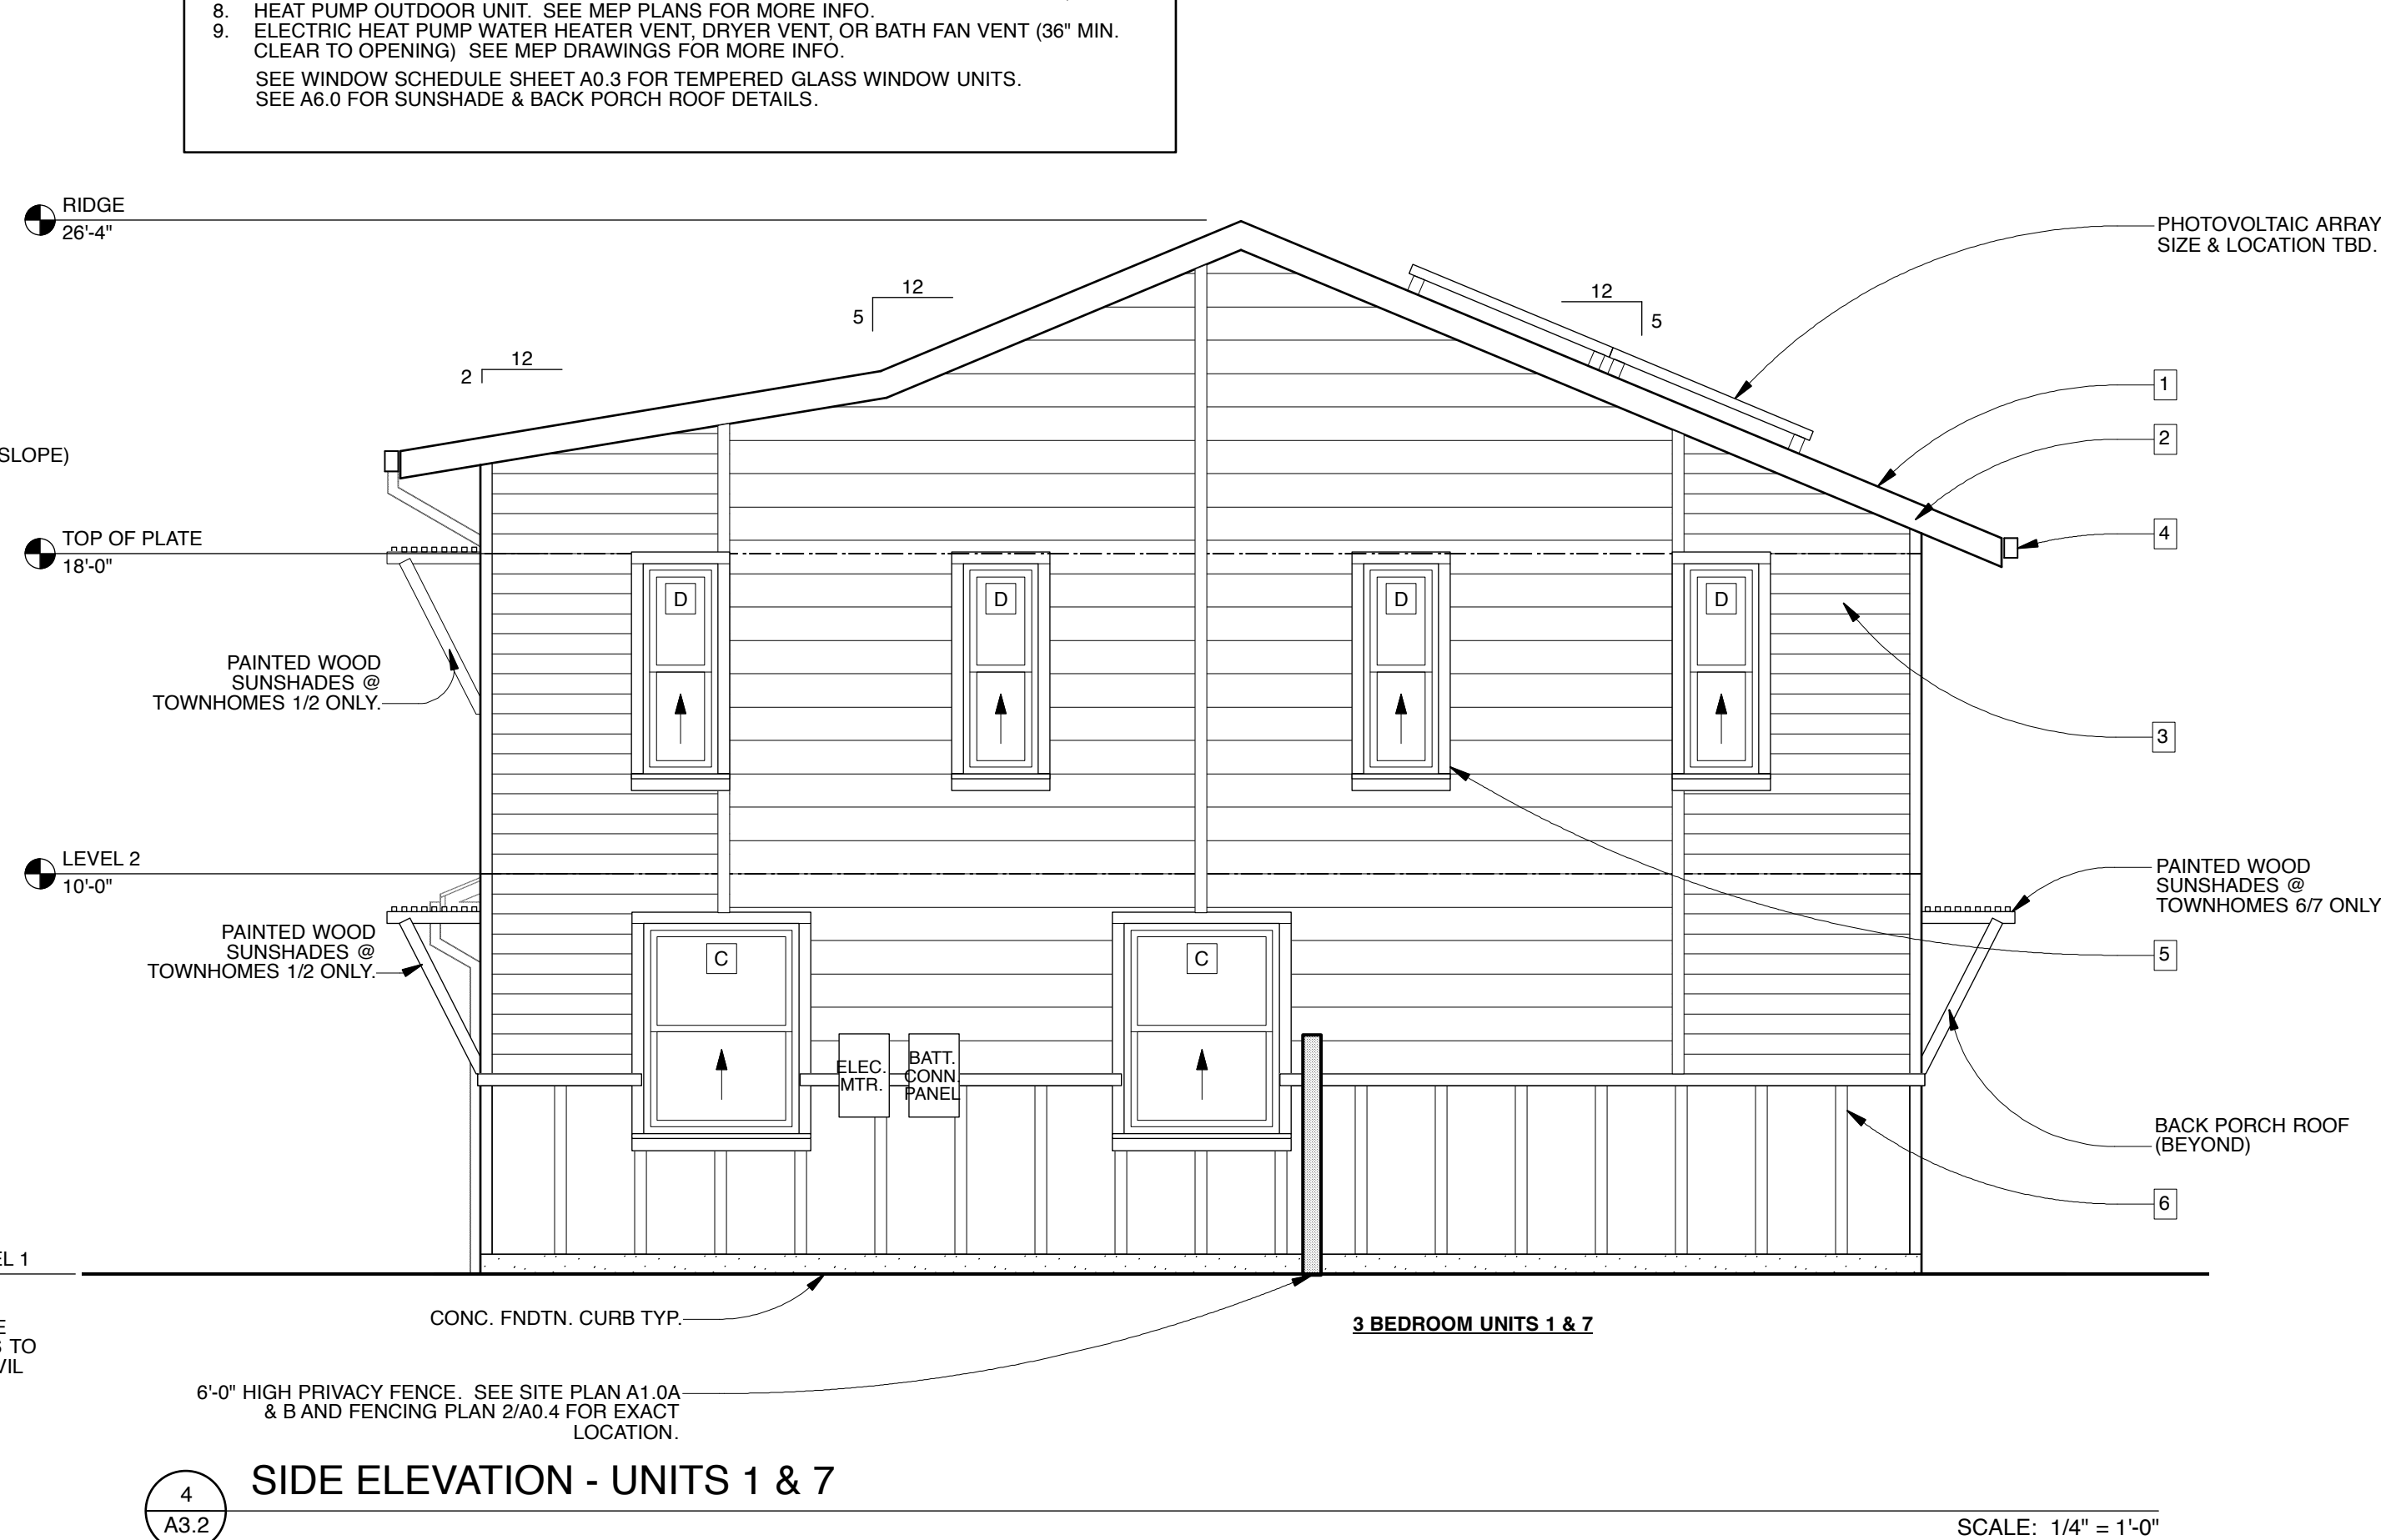 8. HEAT PUMP OUTDOOR UNIT. SEE MEP PLANS FOR MORE INFO.
9. ELECTRIC HEAT PUMP WATER HEATER VENT, DRYER VENT, OR BATH FAN VENT (36" MIN.
CLEAR TO OPENING) SEE MEP DRAWINGS FOR MORE INFO.
SEE WINDOW SCHEDULE SHEET A0.3 FOR TEMPERED GLASS WINDOW UNITS.
SEE A6.0 FOR SUNSHADE & BACK PORCH ROOF DETAILS.
RIDGE
26'-4"
PHOTOVOLTAIC ARRAY
SIZE & LOCATION TBD.
12
5
12
5
12
2
1
2
SLOPE)
4
TOP OF PLATE
18'-0"
D
D
D
D
PAINTED WOOD
SUNSHADES @
TOWNHOMES 1/2 ONLY.
3
LEVEL 2
10'-0"
PAINTED WOOD
SUNSHADES @
TOWNHOMES 6/7 ONLY
PAINTED WOOD
SUNSHADES @
TOWNHOMES 1/2 ONLY.
C
C
5
ELEC.
MTR.
BATT.
CONN.
PANEL
BACK PORCH ROOF
(BEYOND)
6
EL 1
CONC. FNDTN. CURB TYP.
3 BEDROOM UNITS 1 & 7
E
S TO
VIL
6'-0" HIGH PRIVACY FENCE. SEE SITE PLAN A1.0A
& B AND FENCING PLAN 2/A0.4 FOR EXACT
LOCATION.
4
A3.2
SIDE ELEVATION - UNITS 1 & 7
SCALE: 1/4" = 1'-0"